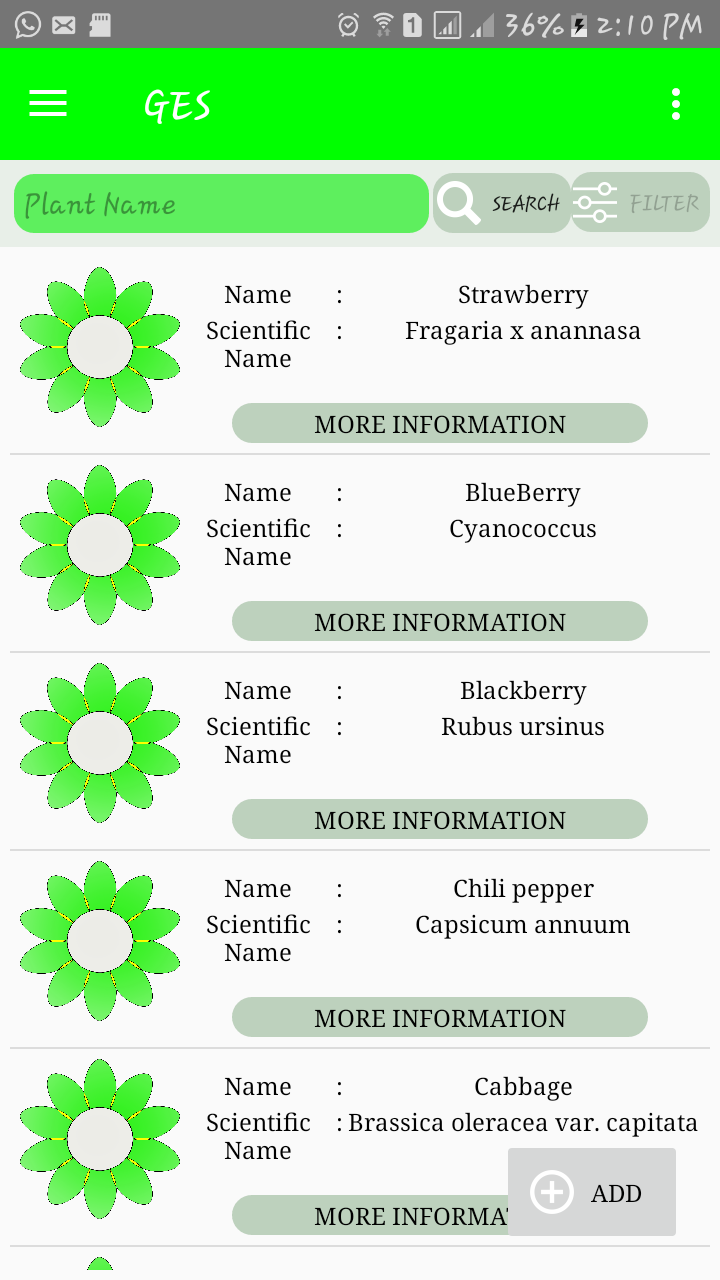 1 36% 2:10 PM
GES
Plant Name SEARCH FILTER
Name : Strawberry
Scientific Name : Fragaria x anannasa
MORE INFORMATION
Name : BlueBerry
Scientific Name : Cyanococcus
MORE INFORMATION
Name : Blackberry
Scientific Name : Rubus ursinus
MORE INFORMATION
Name : Chili pepper
Scientific Name : Capsicum annuum
MORE INFORMATION
Name : Cabbage
Scientific Name : Brassica oleracea var. capitata
MORE INFORMA
ADD